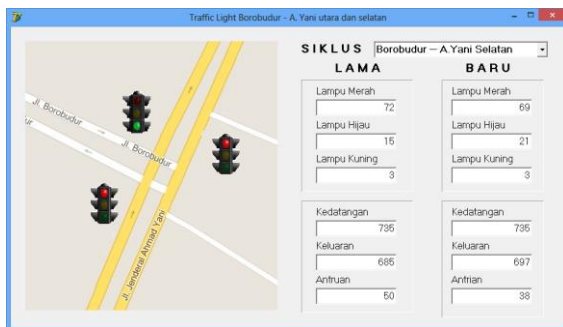 Traffic Light Borobudur - A. Yani utara dan selatan
SIKLUS Borobudur – A.Yani Selatan
LAMA BARU
Lampu Merah Lampu Merah
72 69
Lampu Hijau Lampu Hijau
15 21
Lampu Kuning Lampu Kuning
3 3
Kedatangan Kedatangan
735 735
Keluaran Keluaran
685 697
Antruan Antrian
50 38
Jl. Borobudur
Jl. Borobudur
ur
Jl. Jenderal Ahmad Yani